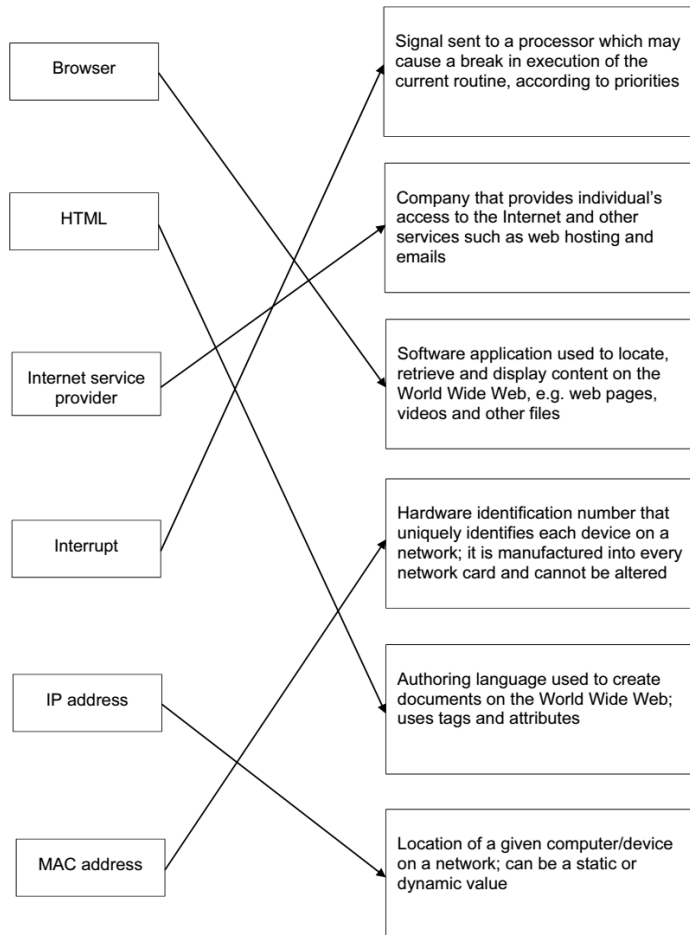 Browser
HTML
Internet service
provider
Interrupt
IP address
MAC address
Signal sent to a processor which may
cause a break in execution of the
current routine, according to priorities
Company that provides individual's
access to the Internet and other
services such as web hosting and
emails
Software application used to locate,
retrieve and display content on the
World Wide Web, e.g. web pages,
videos and other files
Hardware identification number that
uniquely identifies each device on a
network; it is manufactured into every
network card and cannot be altered
Authoring language used to create
documents on the World Wide Web;
uses tags and attributes
Location of a given computer/device
on a network; can be a static or
dynamic value